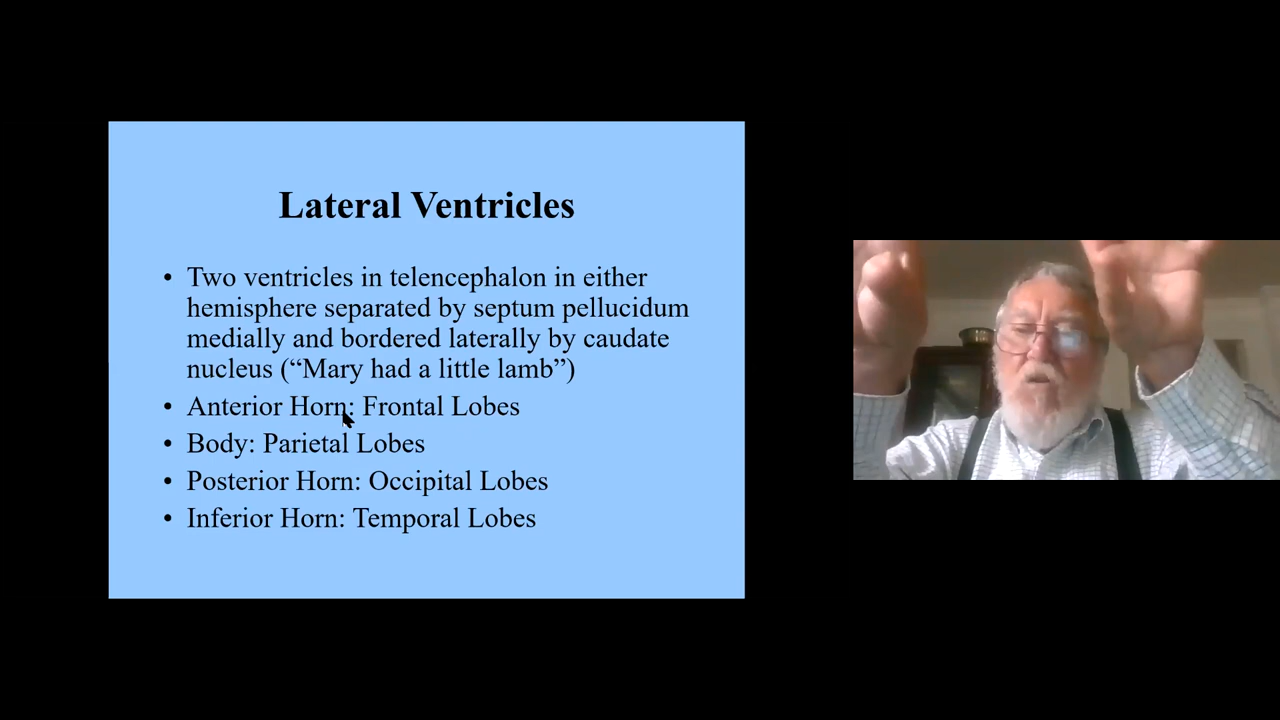 Lateral Ventricles
• Two ventricles in telencephalon in either
hemisphere separated by septum pellucidum
medially and bordered laterally by caudate
nucleus (“Mary had a little lamb”)
• Anterior Horn: Frontal Lobes
• Body: Parietal Lobes
• Posterior Horn: Occipital Lobes
• Inferior Horn: Temporal Lobes